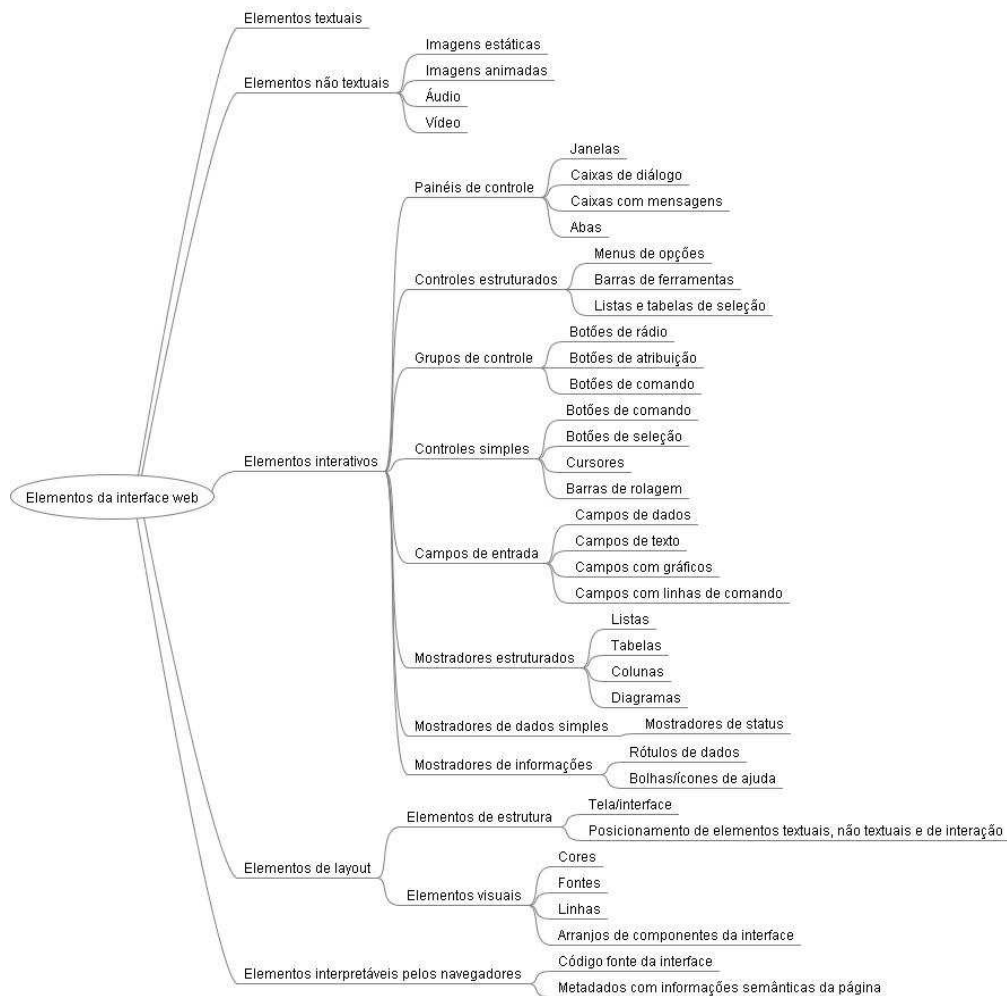 Elementos da interface web
Elementos textuais
Elementos não textuais
Imagens estáticas
Imagens animadas
Áudio
Vídeo
Elementos interativos
Painéis de controle
Janelas
Caixas de diálogo
Caixas com mensagens
Abas
Controles estruturados
Menus de opções
Barras de ferramentas
Listas e tabelas de seleção
Grupos de controle
Botões de rádio
Botões de atribuição
Botões de comando
Controles simples
Botões de comando
Botões de seleção
Cursores
Barras de rolagem
Campos de entrada
Campos de dados
Campos de texto
Campos com gráficos
Campos com linhas de comando
Mostradores estruturados
Listas
Tabelas
Colunas
Diagramas
Mostradores de dados simples
Mostradores de status
Mostradores de informações
Rótulos de dados
Bolhas/ícones de ajuda
Elementos de layout
Elementos de estrutura
Tela/interface
Posicionamento de elementos textuais, não textuais e de interação
Elementos visuais
Cores
Fontes
Linhas
Arranjos de componentes da interface
Elementos interpretáveis pelos navegadores
Código fonte da interface
Metadados com informações semânticas da página